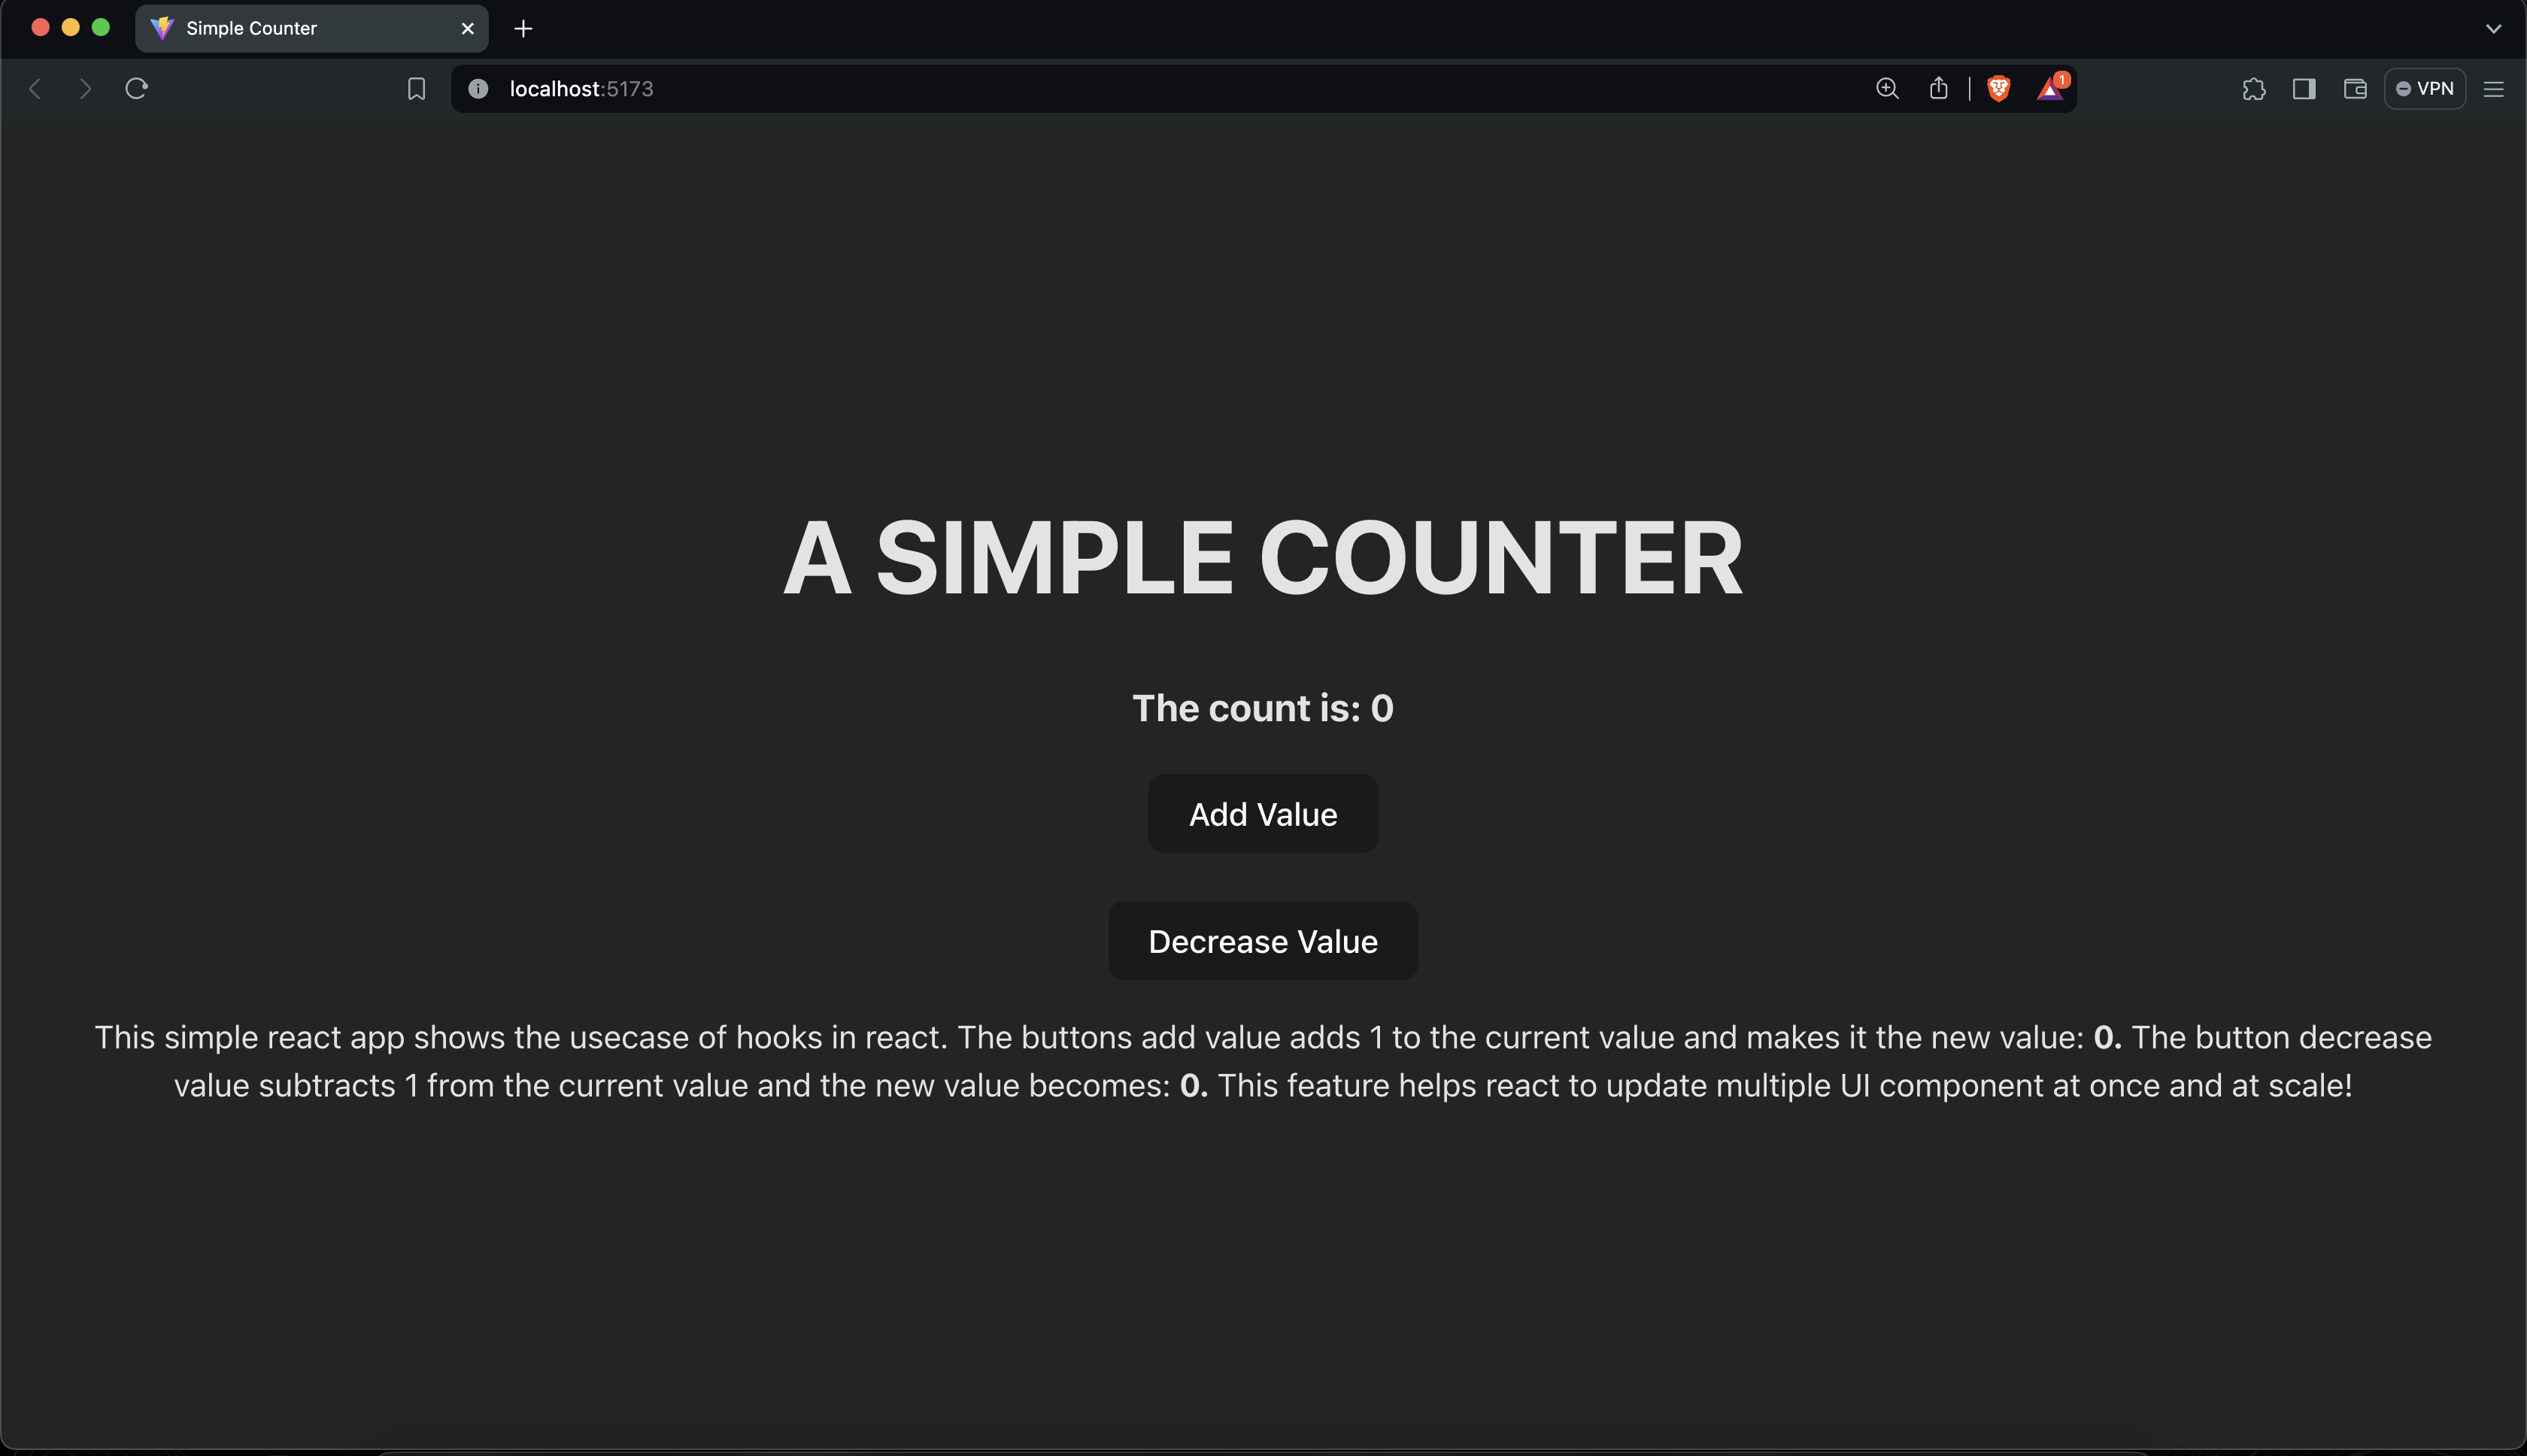 Simple Counter
localhost:5173
1
VPN
A SIMPLE COUNTER
The count is: 0
Add Value
Decrease Value
This simple react app shows the usecase of hooks in react. The buttons add value adds 1 to the current value and makes it the new value: 0. The button decrease
value subtracts 1 from the current value and the new value becomes: 0. This feature helps react to update multiple UI component at once and at scale!